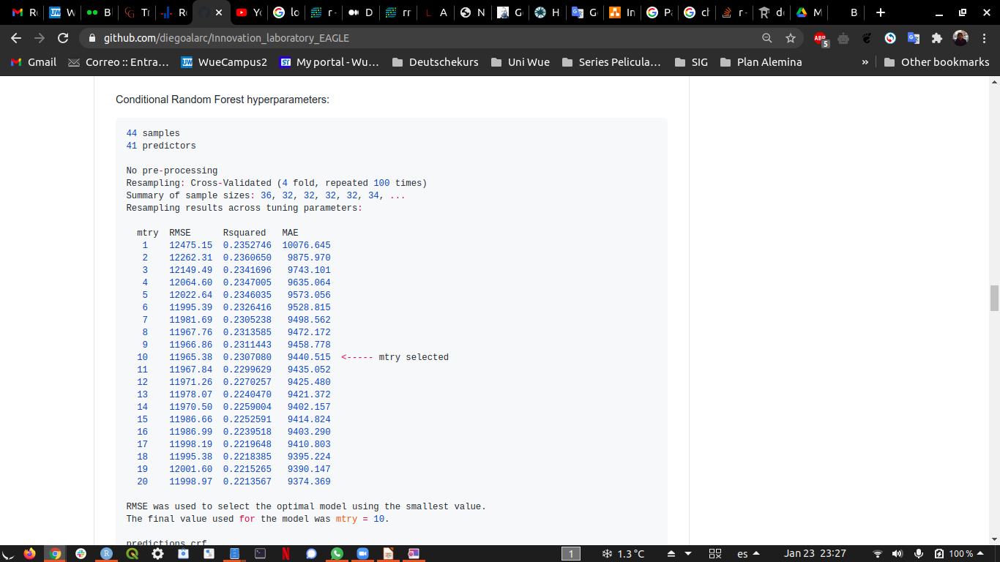 github.com/diegoalarc/Innovation_laboratory_EAGLE
ABP 5
Gmail Correo :: Entra... WueCampus2 My portal - Wu... Deutschekurs Uni Wue Series Pelicula... SIG Plan Alemina » Other bookmarks
Conditional Random Forest hyperparameters:
44 samples
41 predictors
No pre-processing
Resampling: Cross-Validated (4 fold, repeated 100 times)
Summary of sample sizes: 36, 32, 32, 32, 32, 34, ...
Resampling results across tuning parameters:
mtry RMSE Rsquared MAE
1 12475.15 0.2352746 10076.645
2 12262.31 0.2360650 9875.970
3 12149.49 0.2341696 9743.101
4 12064.60 0.2347005 9635.064
5 12022.64 0.2346035 9573.056
6 11995.39 0.2326416 9528.815
7 11981.69 0.2305238 9498.562
8 11967.76 0.2313585 9472.172
9 11966.86 0.2311443 9458.778
10 11965.38 0.2307080 9440.515 <----- mtry selected
11 11967.84 0.2299629 9435.052
12 11971.26 0.2270257 9425.480
13 11978.07 0.2240470 9421.372
14 11970.50 0.2259004 9402.157
15 11986.66 0.2252591 9414.824
16 11986.99 0.2239518 9403.290
17 11998.19 0.2219648 9410.803
18 11995.38 0.2218385 9395.224
19 12001.60 0.2215265 9390.147
20 11998.97 0.2213567 9374.369
RMSE was used to select the optimal model using the smallest value.
The final value used for the model was mtry = 10.
predictions crf
1 1.3 °C es Jan 23 23:27 100 %